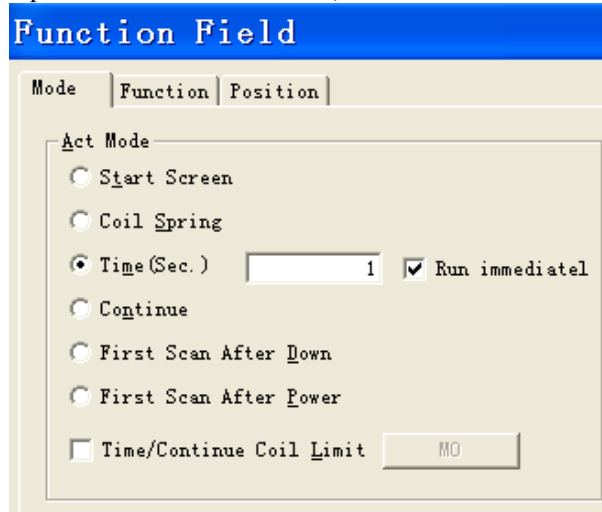 Function Field
Mode Function Position
Act Mode
Start Screen
Coil Spring
Time(Sec.) 1 Run immediatel
Continue
First Scan After Down
First Scan After Power
Time/Continue Coil Limit M0